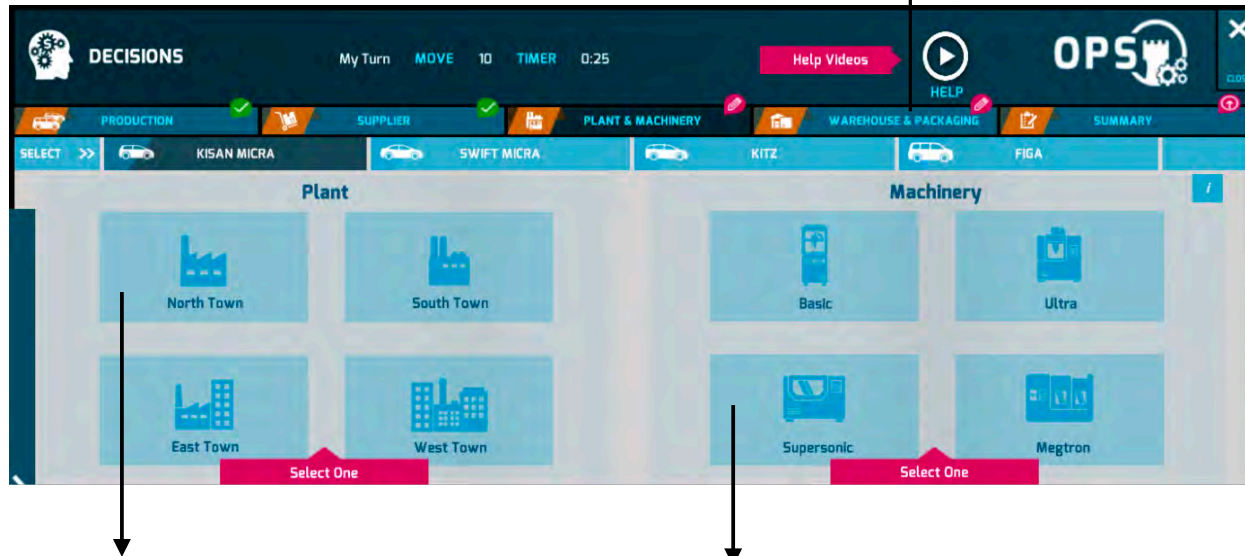 DECISIONS
My Turn MOVE 10 TIMER 0:25
Help Videos
HELP
OPS
CLOSE
PRODUCTION
SUPPLIER
PLANT & MACHINERY
WAREHOUSE & PACKAGING
SUMMARY
SELECT >>
KISAN MICRA
SWIFT MICRA
KITZ
FIGA
Plant
Machinery
i
North Town
South Town
Basic
Ultra
East Town
West Town
Supersonic
Megtron
Select One
Select One